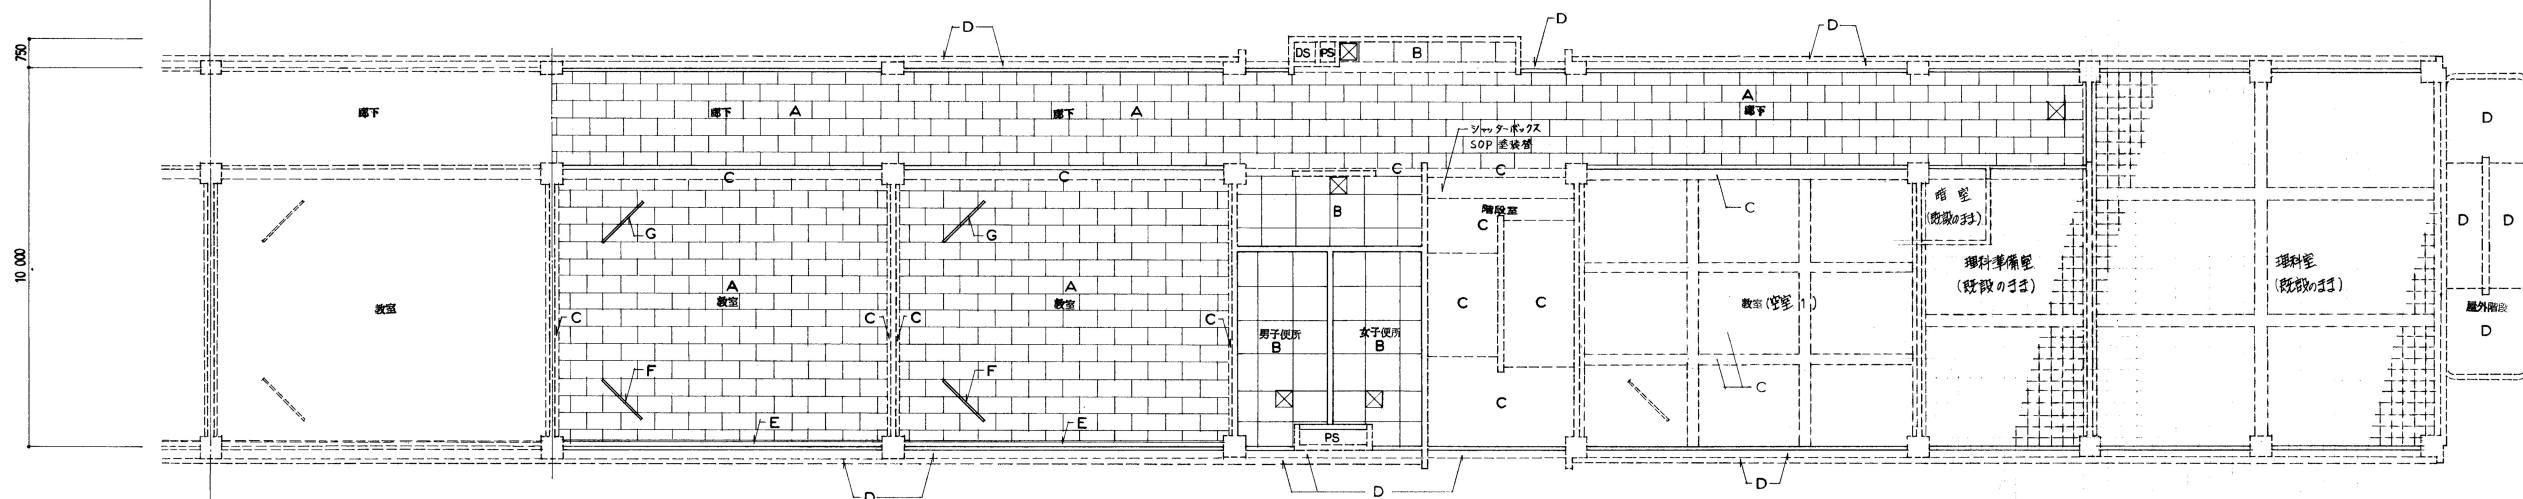 D
D
D
750
DS
PS
B
廊下
廊下
A
廊下
A
A
廊下
シャッターボックス
SOP 塗装替
D
C
C
C
C
暗室
(既設のまま)
C
G
G
B
階段室
C
D
D
10 000
理科準備室
(既設のまま)
理科室
(既設のまま)
教室
A
教室
A
教室
C
C
教室(空室1)
屋外階段
C
C
C
C
男子便所
B
女子便所
B
D
F
F
C
C
E
E
PS
D
D
D